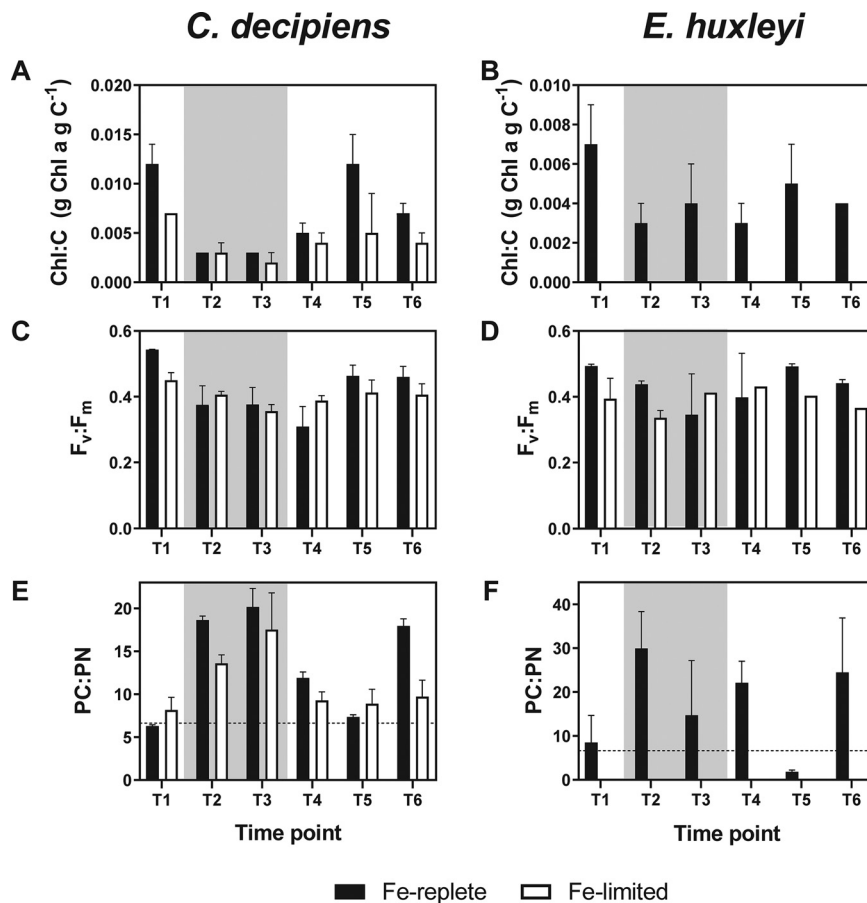 C. decipiens
E. huxleyi
A
Chl:C (g Chl a g C⁻¹)
0.020
0.015
0.010
0.005
0.000
T1 T2 T3 T4 T5 T6
B
Chl:C (g Chl a g C⁻¹)
0.010
0.008
0.006
0.004
0.002
0.000
T1 T2 T3 T4 T5 T6
C
Fv:Fm
0.6
0.4
0.2
0.0
T1 T2 T3 T4 T5 T6
D
Fv:Fm
0.6
0.4
0.2
0.0
T1 T2 T3 T4 T5 T6
E
PC:PN
20
15
10
5
0
T1 T2 T3 T4 T5 T6
Time point
F
PC:PN
40
30
20
10
0
T1 T2 T3 T4 T5 T6
Time point
Fe-replete Fe-limited